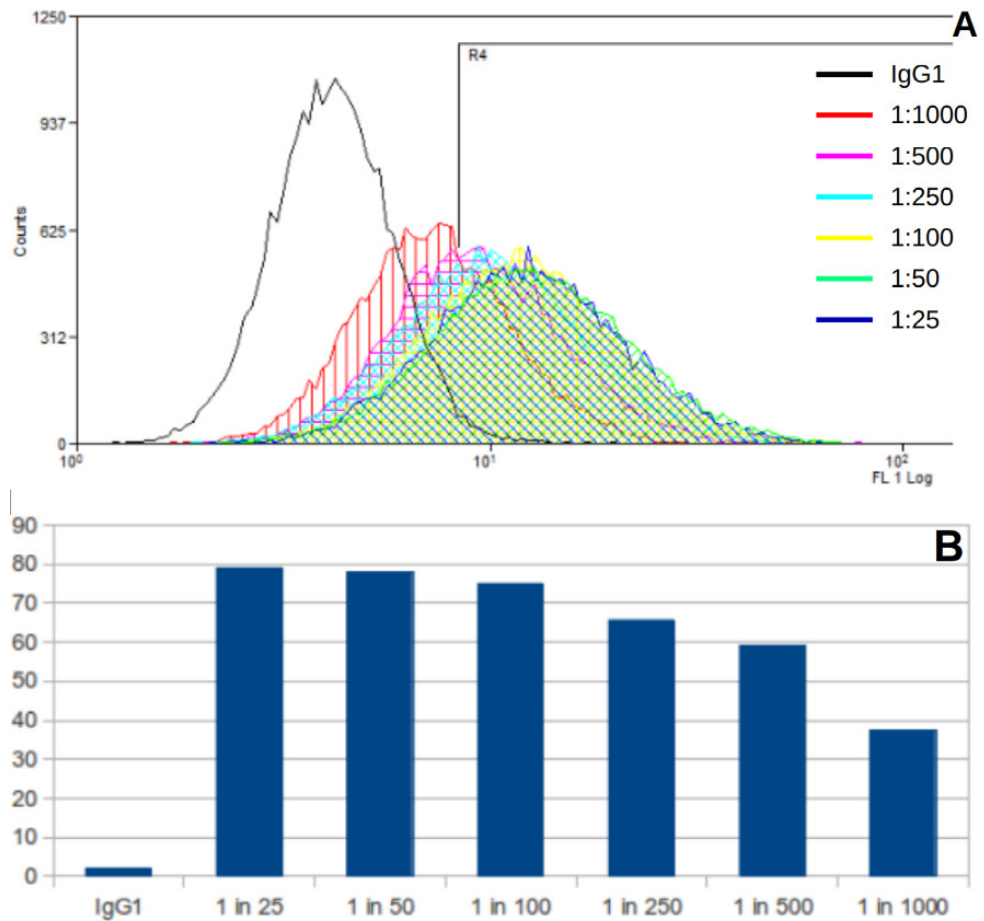 A
1250
937
625
312
0
Counts
R4
IgG1
1:1000
1:500
1:250
1:100
1:50
1:25
10⁰
10¹
10²
FL 1 Log
B
90
80
70
60
50
40
30
20
10
0
IgG1
1 in 25
1 in 50
1 in 100
1 in 250
1 in 500
1 in 1000